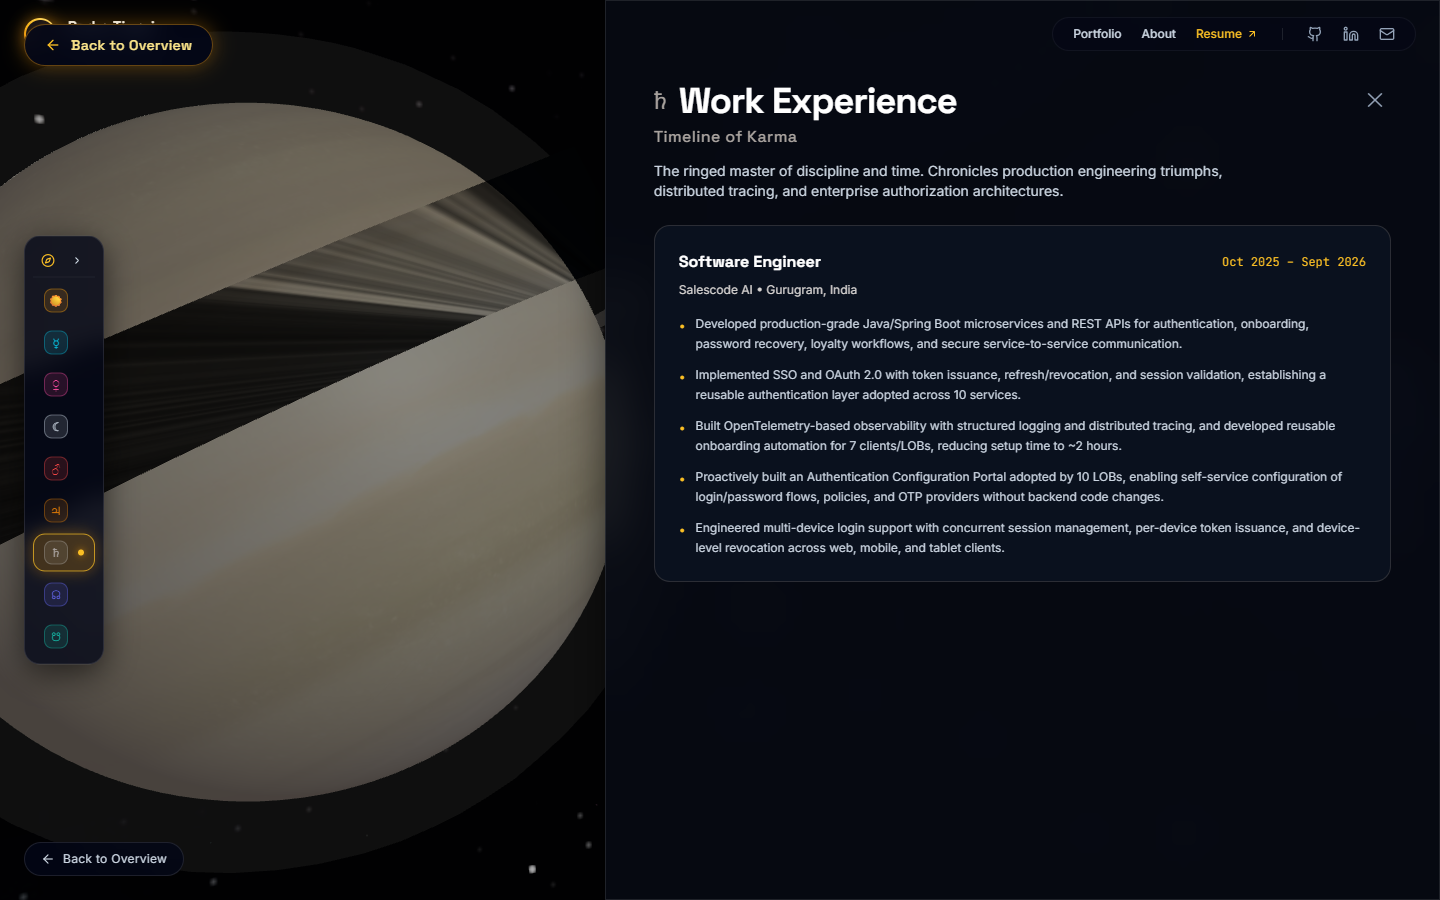 Back to Overview
Portfolio
About
Resume
♄ Work Experience
Timeline of Karma
The ringed master of discipline and time. Chronicles production engineering triumphs,
distributed tracing, and enterprise authorization architectures.
Software Engineer
Oct 2025 – Sept 2026
Salescode AI • Gurugram, India
• Developed production-grade Java/Spring Boot microservices and REST APIs for authentication, onboarding,
password recovery, loyalty workflows, and secure service-to-service communication.
• Implemented SSO and OAuth 2.0 with token issuance, refresh/revocation, and session validation, establishing a
reusable authentication layer adopted across 10 services.
• Built OpenTelemetry-based observability with structured logging and distributed tracing, and developed reusable
onboarding automation for 7 clients/LOBs, reducing setup time to ~2 hours.
• Proactively built an Authentication Configuration Portal adopted by 10 LOBs, enabling self-service configuration of
login/password flows, policies, and OTP providers without backend code changes.
• Engineered multi-device login support with concurrent session management, per-device token issuance, and device-
level revocation across web, mobile, and tablet clients.
Back to Overview